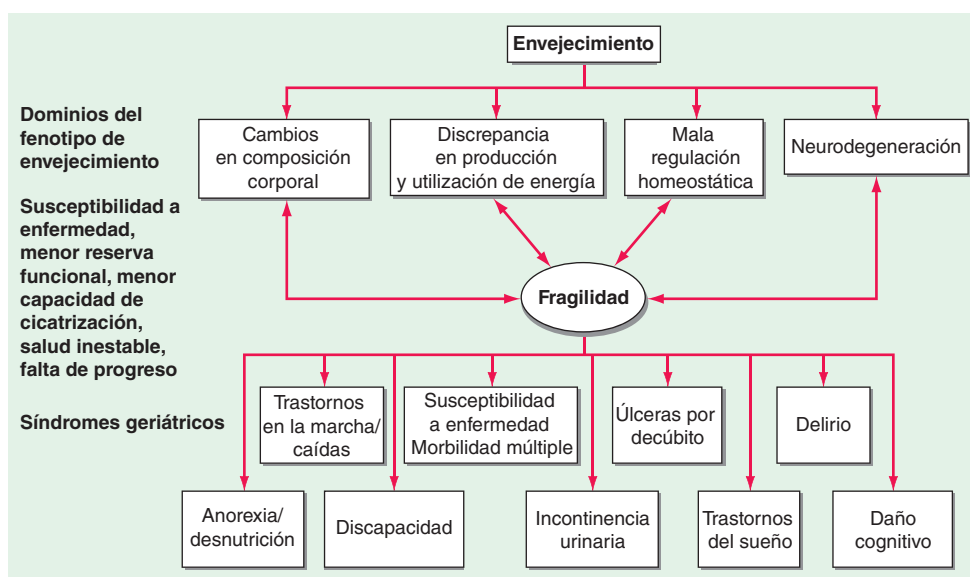 Envejecimiento
Dominios del
fenotipo de
envejecimiento
Cambios
en composición
corporal
Discrepancia
en producción
y utilización de energía
Mala
regulación
homeostática
Neurodegeneración
Susceptibilidad a
enfermedad,
menor reserva
funcional, menor
capacidad de
cicatrización,
salud inestable,
falta de progreso
Fragilidad
Síndromes geriátricos
Trastornos
en la marcha/
caídas
Susceptibilidad
a enfermedad
Morbilidad múltiple
Úlceras por
decúbito
Delirio
Anorexia/
desnutrición
Discapacidad
Incontinencia
urinaria
Trastornos
del sueño
Daño
cognitivo